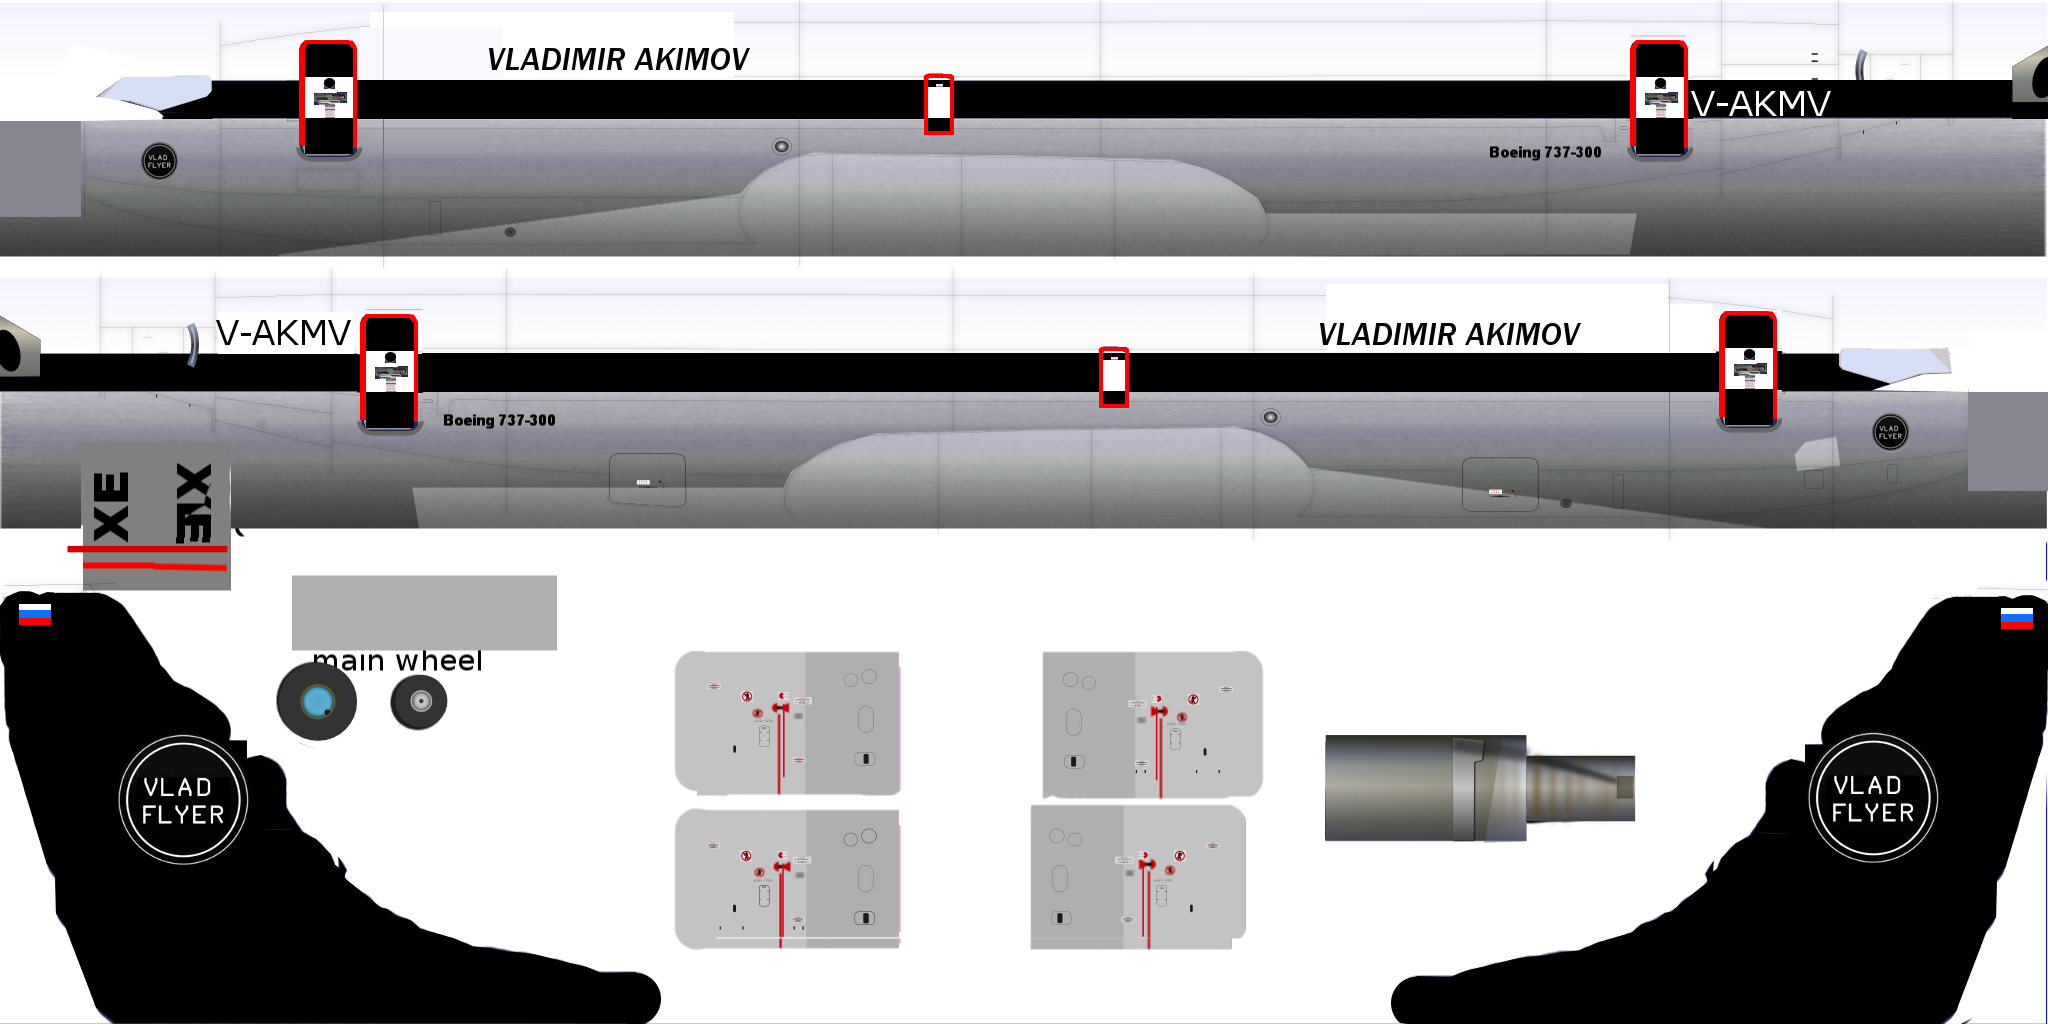 VLADIMIR AKIMOV
V-AKMV
VLAD
FLYER
Boeing 737-300
V-AKMV
VLADIMIR AKIMOV
Boeing 737-300
VLAD
FLYER
XE
main wheel
VLAD
FLYER
VLAD
FLYER